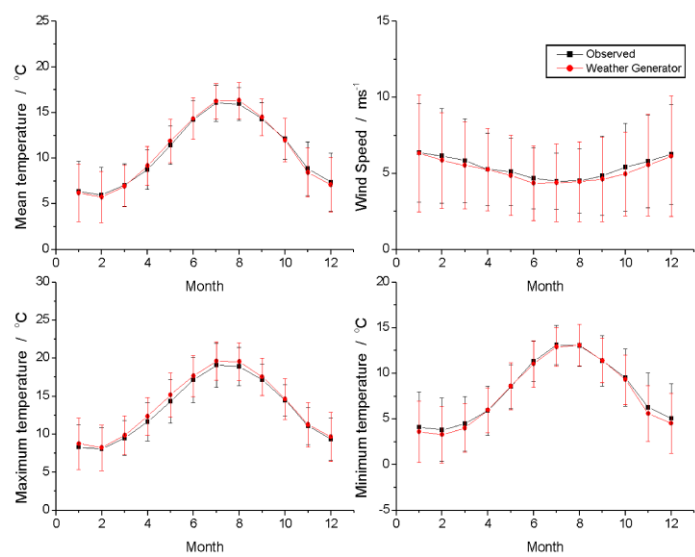 25
20
15
10
5
0
Mean temperature / °C
0 2 4 6 8 10 12
Month
15
10
5
0
Wind Speed / ms⁻¹
Observed
Weather Generator
0 2 4 6 8 10 12
Month
30
25
20
15
10
5
0
Maximum temperature / °C
0 2 4 6 8 10 12
Month
20
15
10
5
0
-5
Minimum temperature / °C
0 2 4 6 8 10 12
Month